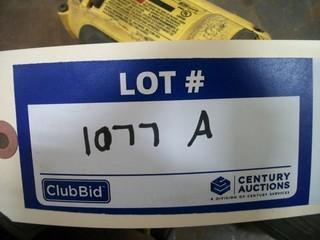 LOT #
1077 A
ClubBid
CENTURY
AUCTIONS
A DIVISION OF CENTURY SERVICES